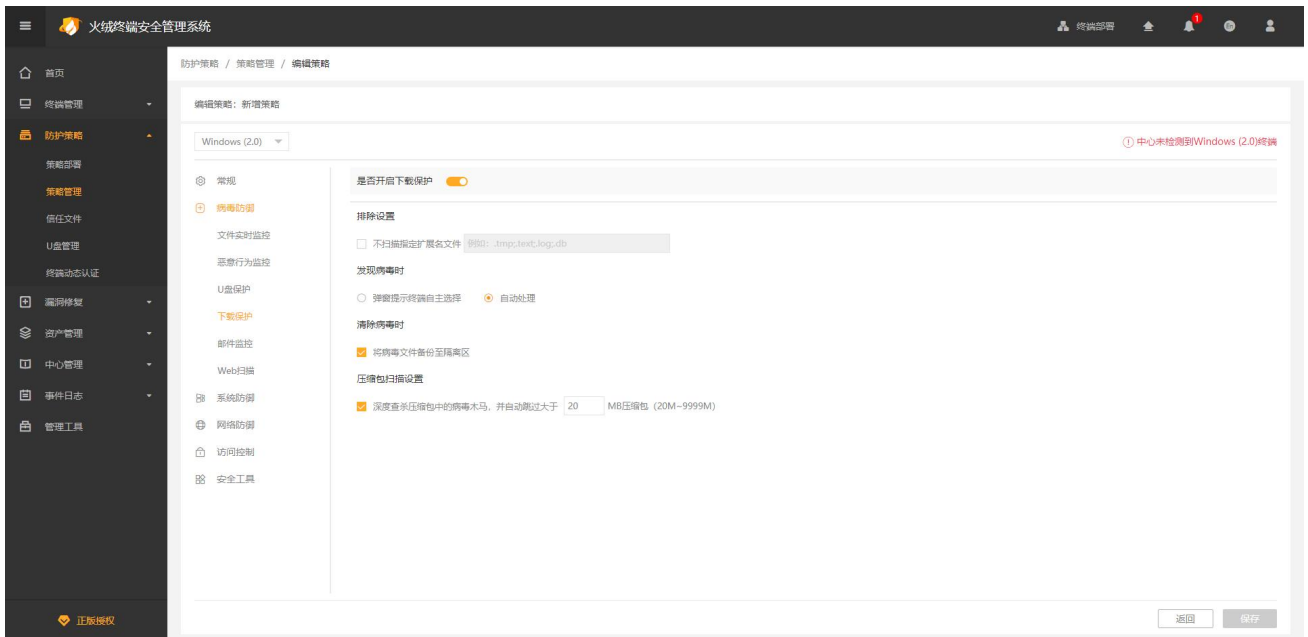 火绒终端安全管理系统
终端部署
1
首页
终端管理
防护策略
策略部署
策略管理
信任文件
U盘管理
终端动态认证
漏洞修复
资产管理
中心管理
事件日志
管理工具
正版授权
防护策略 / 策略管理 / 编辑策略
编辑策略：新增策略
Windows (2.0)
中心未检测到Windows (2.0)终端
常规
病毒防御
文件实时监控
恶意行为监控
U盘保护
下载保护
邮件监控
Web扫描
系统防御
网络防御
访问控制
安全工具
是否开启下载保护
排除设置
不扫描指定扩展名文件 例如：.tmp;.text;.log;.db
发现病毒时
弹窗提示终端自主选择 自动处理
清除病毒时
将病毒文件备份至隔离区
压缩包扫描设置
深度查杀压缩包中的病毒木马，并自动跳过大于 20 MB压缩包（20M~9999M）
返回 保存